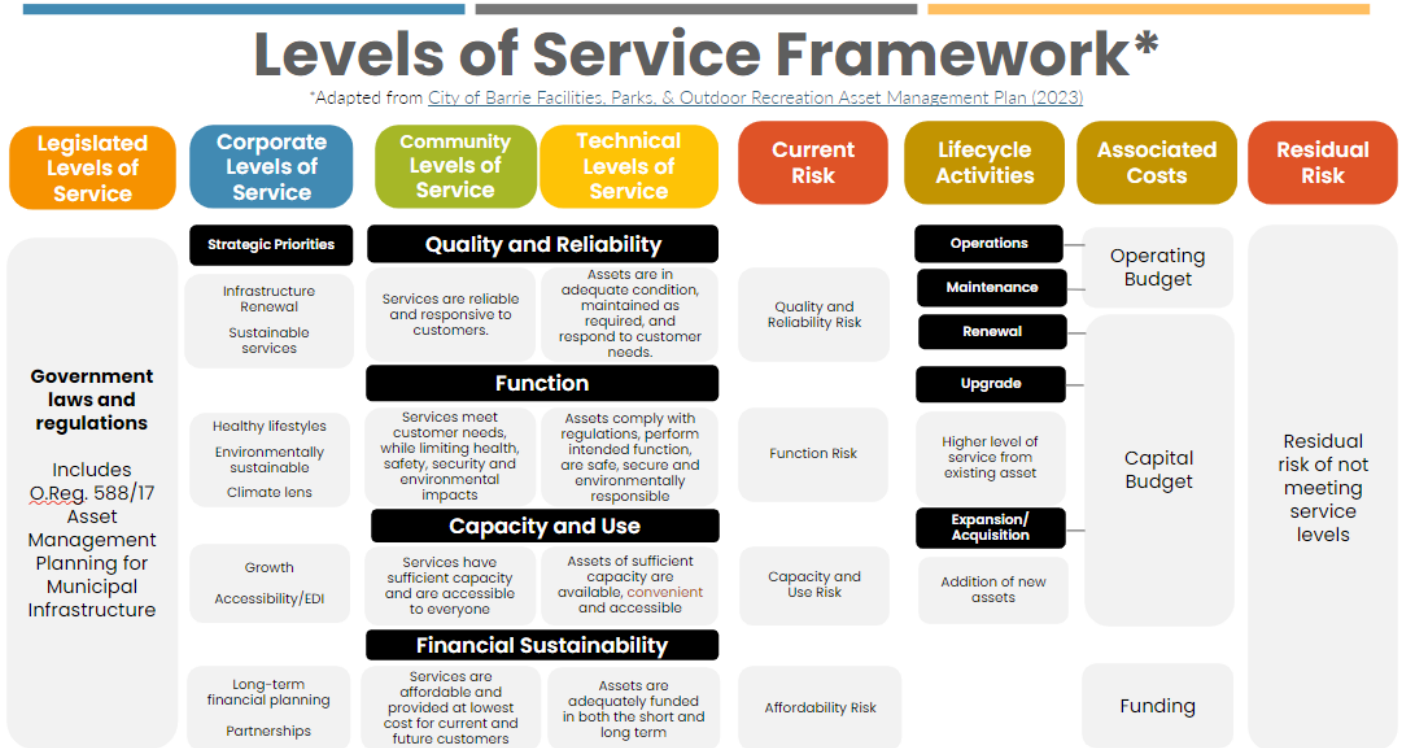 Levels of Service Framework*
*Adapted from City of Barrie Facilities, Parks, & Outdoor Recreation Asset Management Plan (2023)
Legislated
Levels of
Service
Corporate
Levels of
Service
Community
Levels of
Service
Technical
Levels of
Service
Current
Risk
Lifecycle
Activities
Associated
Costs
Residual
Risk
Government
laws and
regulations
Includes
O.Reg. 588/17
Asset
Management
Planning for
Municipal
Infrastructure
Strategic Priorities
Infrastructure
Renewal
Sustainable
services
Healthy lifestyles
Environmentally
sustainable
Climate lens
Growth
Accessibility/EDI
Long-term
financial planning
Partnerships
Quality and Reliability
Services are reliable
and responsive to
customers.
Assets are in
adequate condition,
maintained as
required, and
respond to customer
needs.
Function
Services meet
customer needs,
while limiting health,
safety, security and
environmental
impacts
Assets comply with
regulations, perform
intended function,
are safe, secure and
environmentally
responsible
Capacity and Use
Services have
sufficient capacity
and are accessible
to everyone
Assets of sufficient
capacity are
available, convenient
and accessible
Financial Sustainability
Services are
affordable and
provided at lowest
cost for current and
future customers
Assets are
adequately funded
in both the short and
long term
Quality and
Reliability Risk
Function Risk
Capacity and
Use Risk
Affordability Risk
Operations
Maintenance
Renewal
Upgrade
Higher level of
service from
existing asset
Expansion/
Acquisition
Addition of new
assets
Operating
Budget
Capital
Budget
Funding
Residual
risk of not
meeting
service
levels